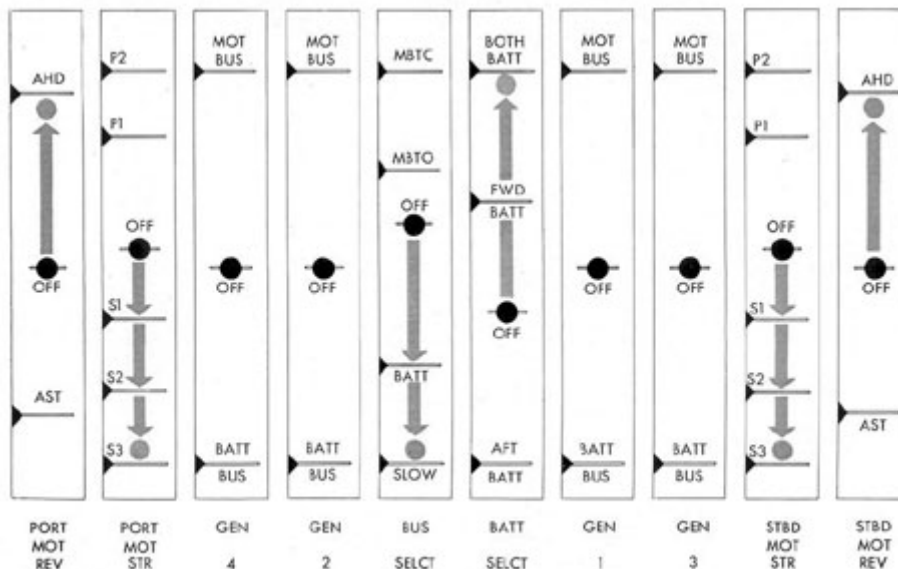 AHD
OFF
AST
PORT
MOT
REV
P2
P1
OFF
S1
S2
S3
PORT
MOT
STR
MOT
BUS
OFF
BATT
BUS
GEN
4
MOT
BUS
OFF
BATT
BUS
GEN
2
MBTC
MBTO
OFF
BATT
SLOW
BUS
SELCT
BOTH
BATT
FWD
BATT
OFF
AFT
BATT
BATT
SELCT
MOT
BUS
OFF
BATT
BUS
GEN
1
MOT
BUS
OFF
BATT
BUS
GEN
3
P2
P1
OFF
S1
S2
S3
STBD
MOT
STR
AHD
OFF
AST
STBD
MOT
REV